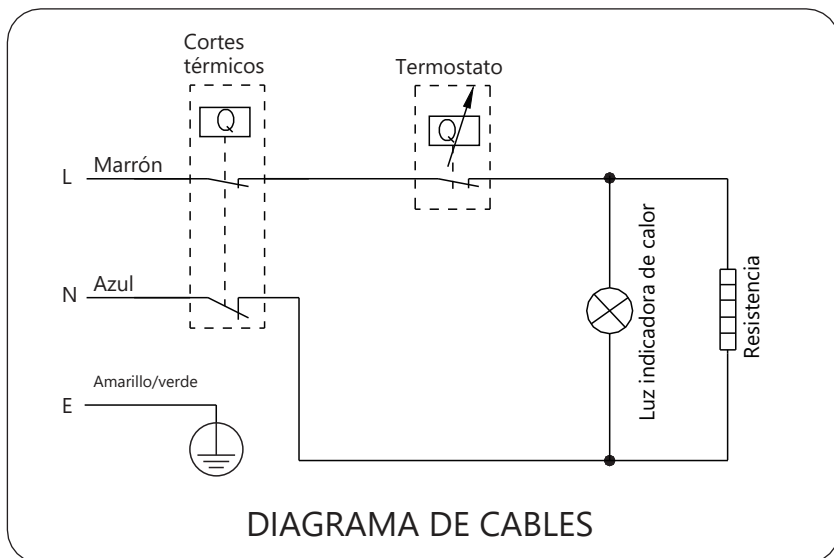 Cortes
térmicos
Termostato
Q
Q
L
Marrón
N
Azul
Luz indicadora de calor
Resistencia
Amarillo/verde
E
DIAGRAMA DE CABLES